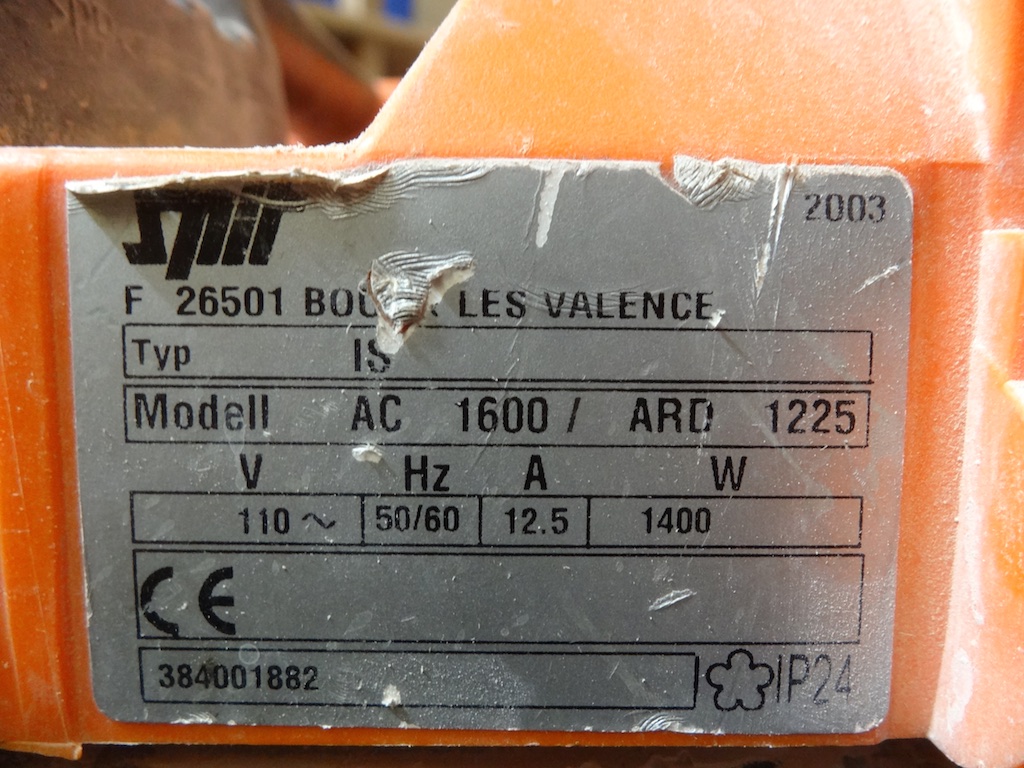 spit
2003
F 26501 LES VALENCE
Typ IS
Modell AC 1600 / ARD 1225
V Hz A W
110 ~ 50/60 12.5 1400
CE
384001882
IP24